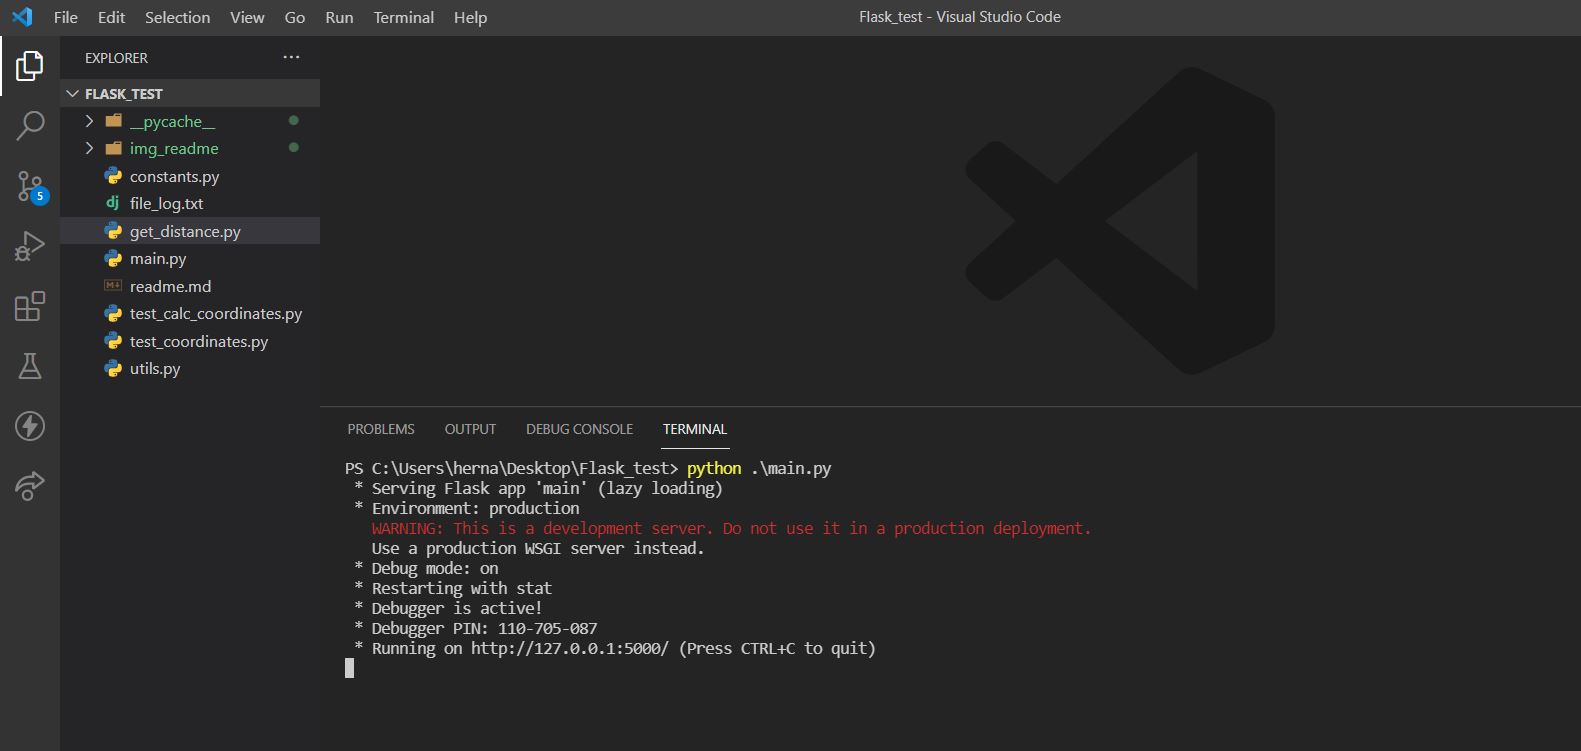 File Edit Selection View Go Run Terminal Help
Flask_test - Visual Studio Code
EXPLORER
FLASK_TEST
__pycache__
img_readme
constants.py
dj file_log.txt
get_distance.py
main.py
M↓ readme.md
test_calc_coordinates.py
test_coordinates.py
utils.py
5
PROBLEMS OUTPUT DEBUG CONSOLE TERMINAL
PS C:\Users\herna\Desktop\Flask_test> python .\main.py
* Serving Flask app 'main' (lazy loading)
* Environment: production
WARNING: This is a development server. Do not use it in a production deployment.
Use a production WSGI server instead.
* Debug mode: on
* Restarting with stat
* Debugger is active!
* Debugger PIN: 110-705-087
* Running on http://127.0.0.1:5000/ (Press CTRL+C to quit)